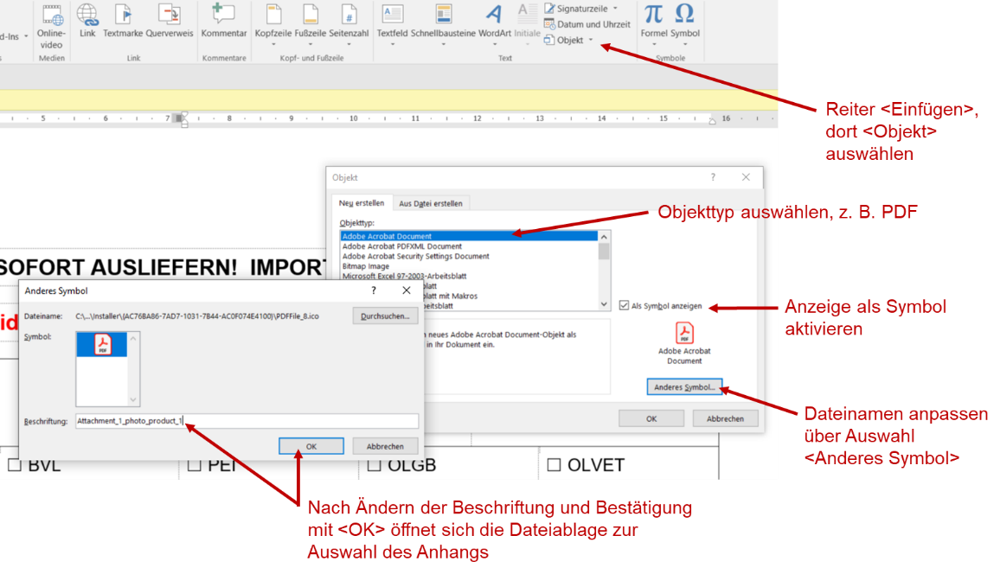 Signaturzeile
d-Ins Online-video Link Textmarke Querverweis Kommentar Kopfzeile Fußzeile Seitenzahl Textfeld Schnellbausteine WordArt Initiale Datum und Uhrzeit Formel Symbol
Objekt
Medien Link Kommentare Kopf- und Fußzeile Text Symbole
5 6 7 8 9 10 11 12 13 14 15 16
Reiter <Einfügen>,
dort <Objekt>
auswählen
Objekt ?
Neu erstellen Aus Datei erstellen
Objekttyp auswählen, z. B. PDF
Objekttyp:
Adobe Acrobat Document
Adobe Acrobat PDFXML Document
Adobe Acrobat Security Settings Document
Bitmap Image
Microsoft Excel 97-2003-Arbeitsblatt
blatt
blatt mit Makros
beitsblatt
Als Symbol anzeigen
Anzeige als Symbol
aktivieren
SOFORT AUSLIEFERN! IMPORT
Anderes Symbol ?
Dateiname: C:\,..\Installer\{AC76BA86-7AD7-1031-7B44-AC0F074E4100}\PDFFile_8.ico Durchsuchen...
id
Symbol:
PDF
n neues Adobe Acrobat Document-Objekt als
in Ihr Dokument ein.
PDF
Adobe Acrobat
Document
Anderes Symbol...
Dateinamen anpassen
über Auswahl
<Anderes Symbol>
Beschriftung: Attachment_1_photo_product_1
OK Abbrechen
OK Abbrechen
BVL PEI OLGB OLVET
Nach Ändern der Beschriftung und Bestätigung
mit <OK> öffnet sich die Dateiablage zur
Auswahl des Anhangs